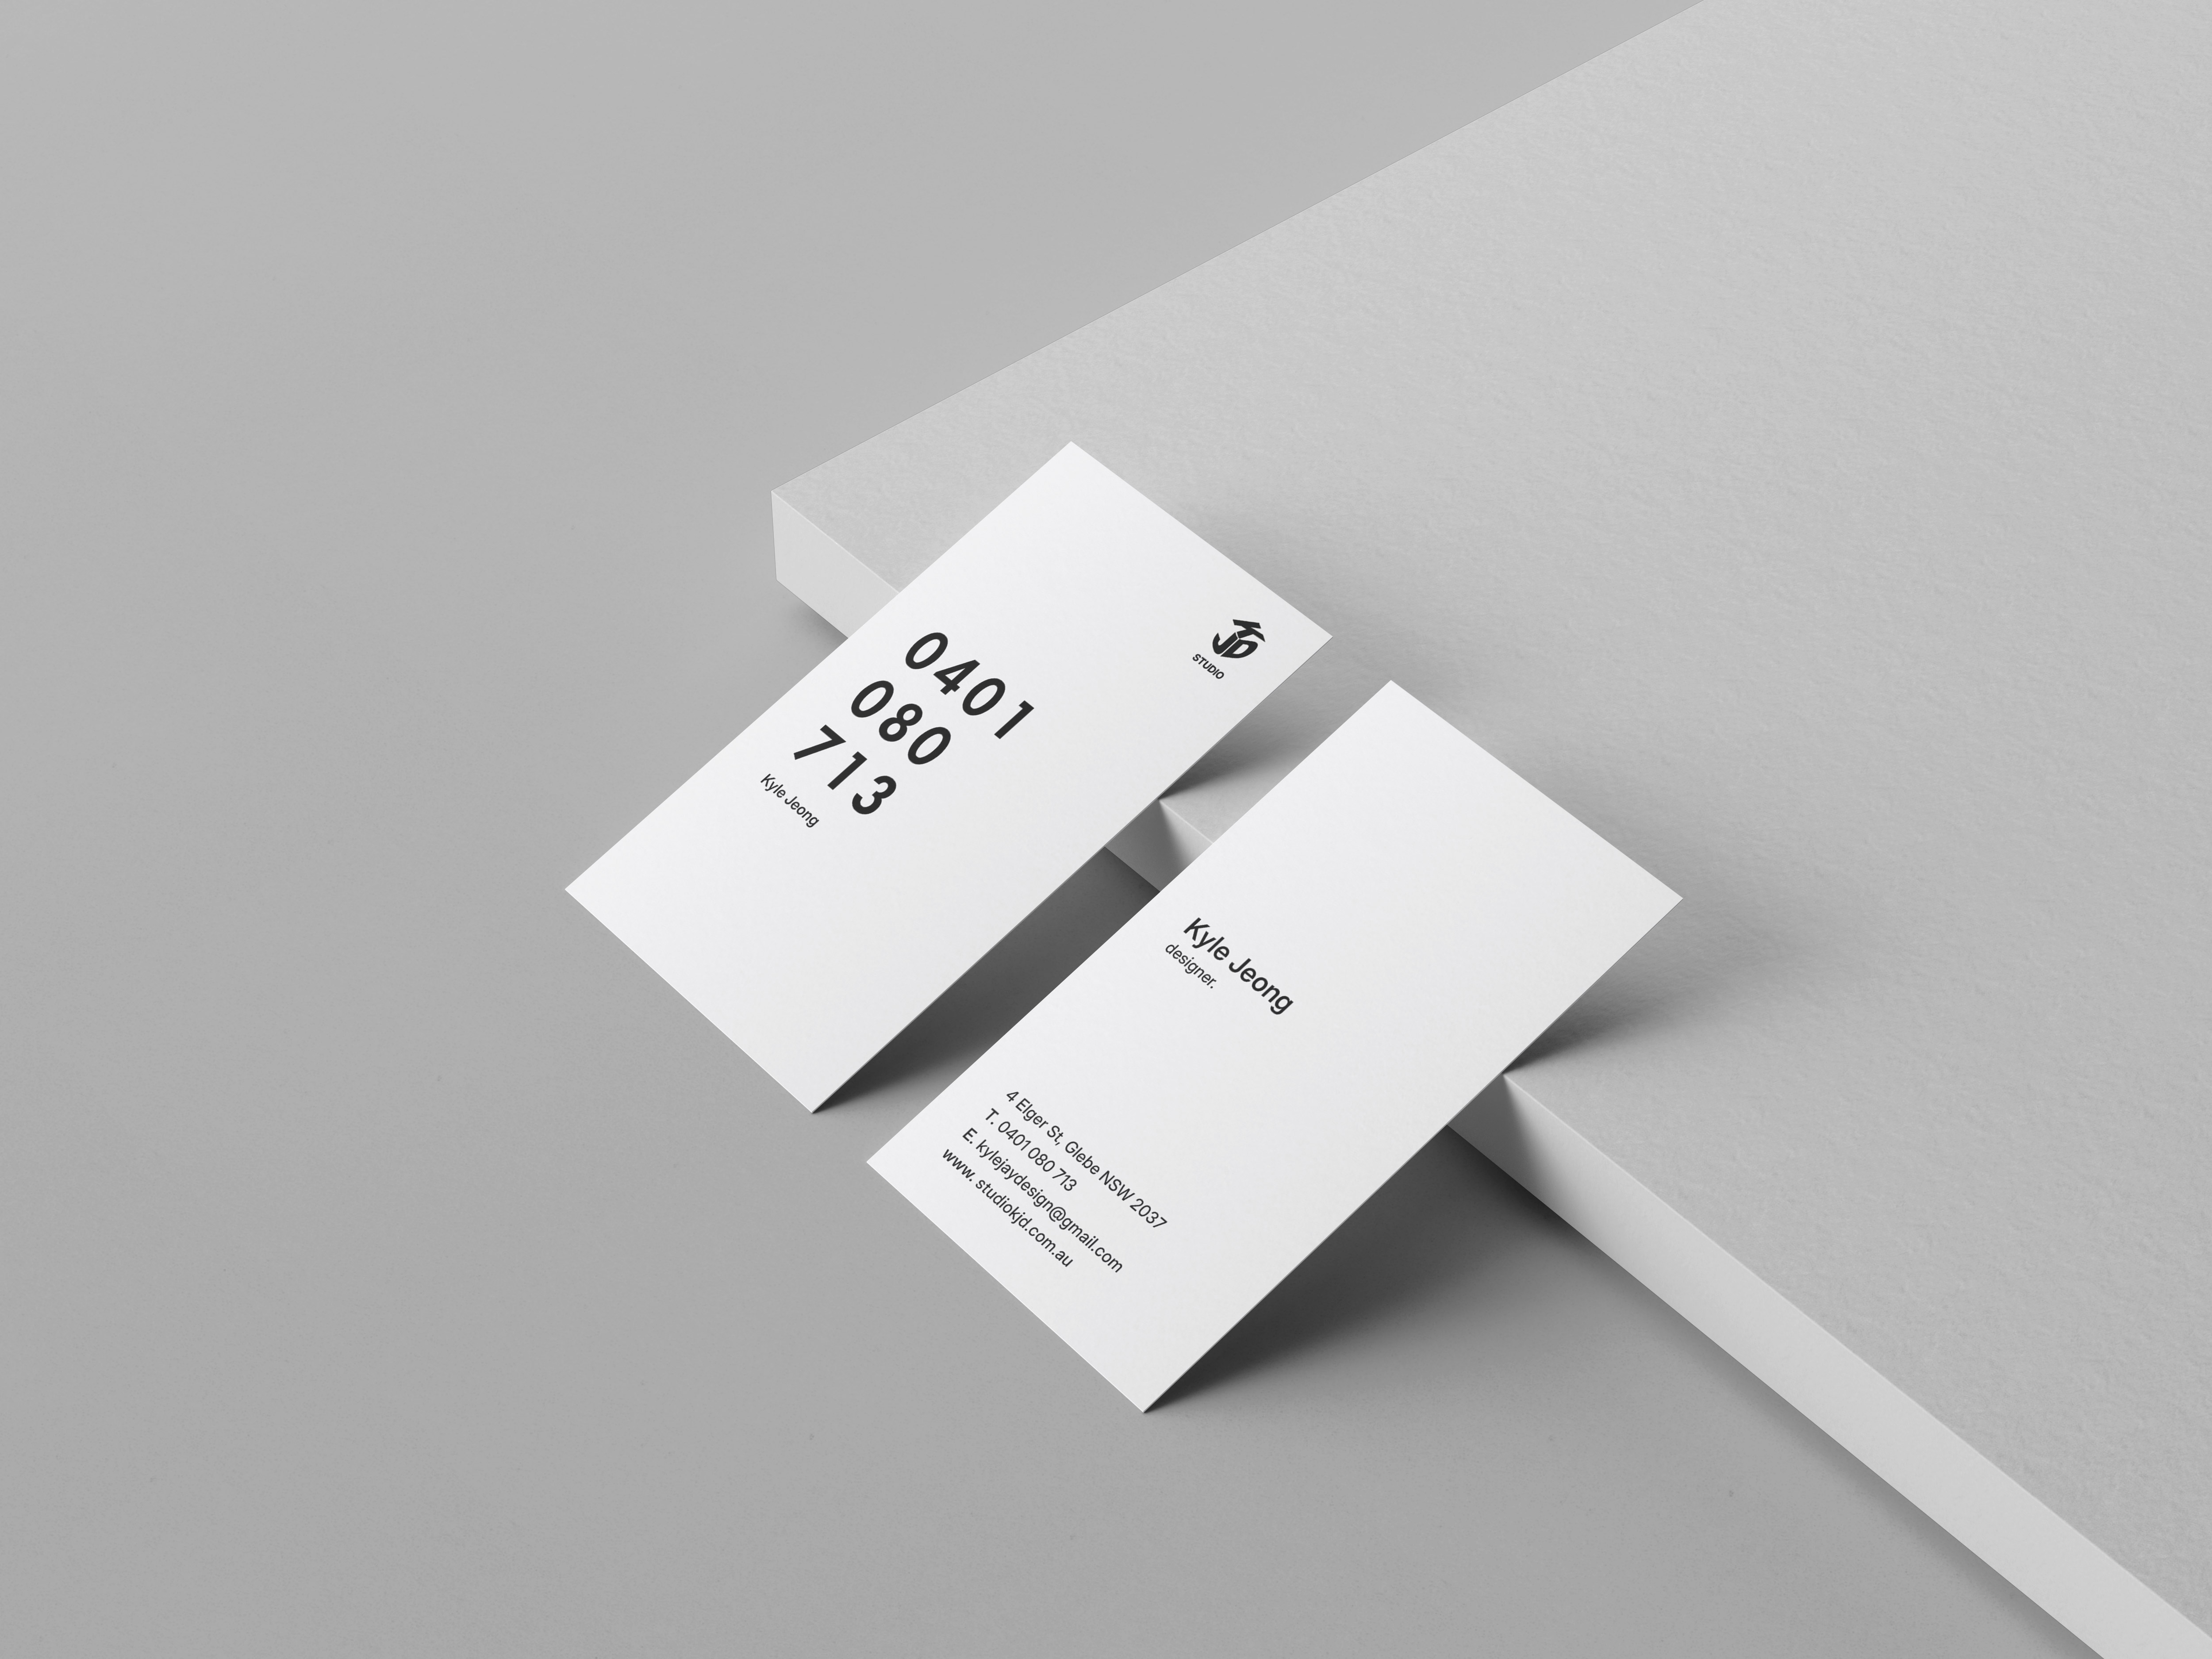 KJD
STUDIO
0401
080
713
Kyle Jeong
Kyle Jeong
designer.
4 Elger St, Glebe NSW 2037
T. 0401 080 713
E. kylejaydesign@gmail.com
www. studiokjd.com.au